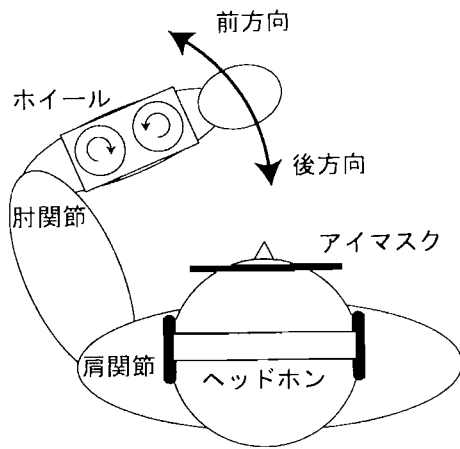 前方向
ホイール
後方向
肘関節
アイマスク
肩関節
ヘッドホン